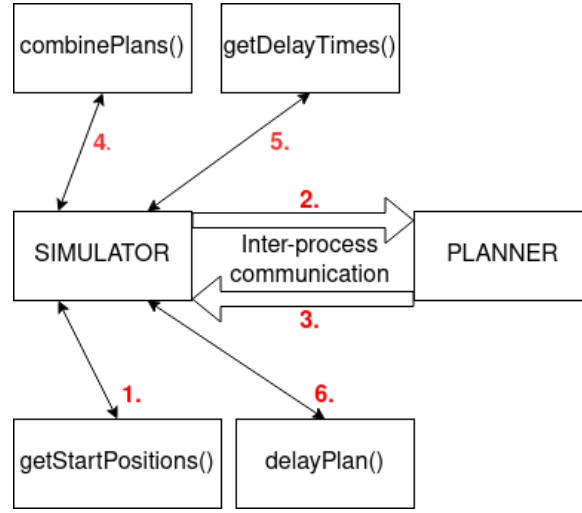 combinePlans()
getDelayTimes()
4.
5.
2.
SIMULATOR
Inter-process
communication
PLANNER
3.
1.
6.
getStartPositions()
delayPlan()